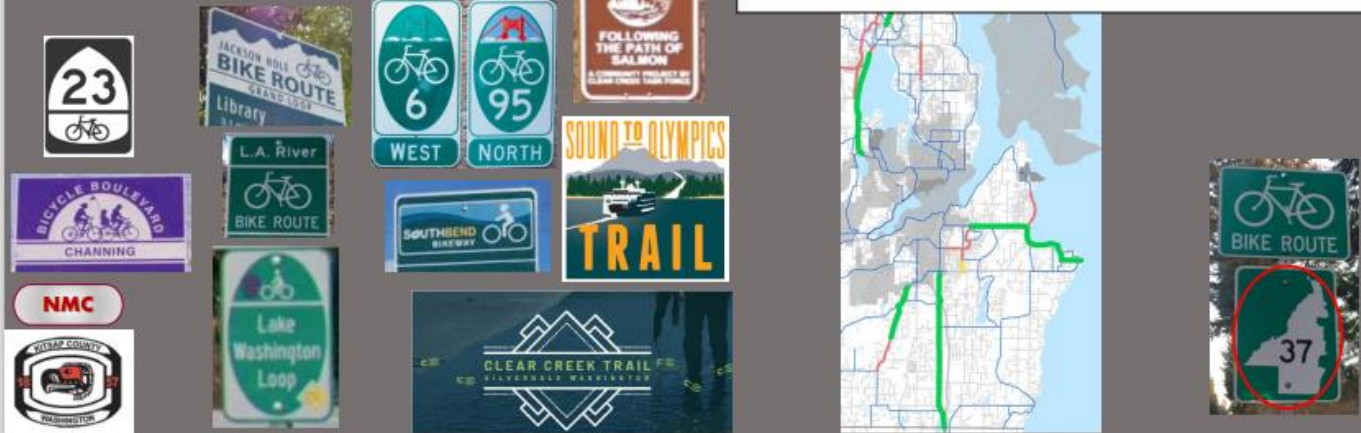 23
JACKSON HOLE
BIKE ROUTE
GRAND LOOP
Library
6
WEST
95
NORTH
FOLLOWING
THE PATH OF
SALMON
A COMMUNITY PROJECT BY
CLEAR CREEK TASK FORCE
BICYCLE BOULEVARD
CHANNING
L.A. River
BIKE ROUTE
SOUTHBEND
BIKEWAY
SOUND TO OLYMPICS
TRAIL
NMC
KITSAP COUNTY
18 57
WASHINGTON
Lake
Washington
Loop
CLEAR CREEK TRAIL
SILVERDALE WASHINGTON
BIKE ROUTE
37